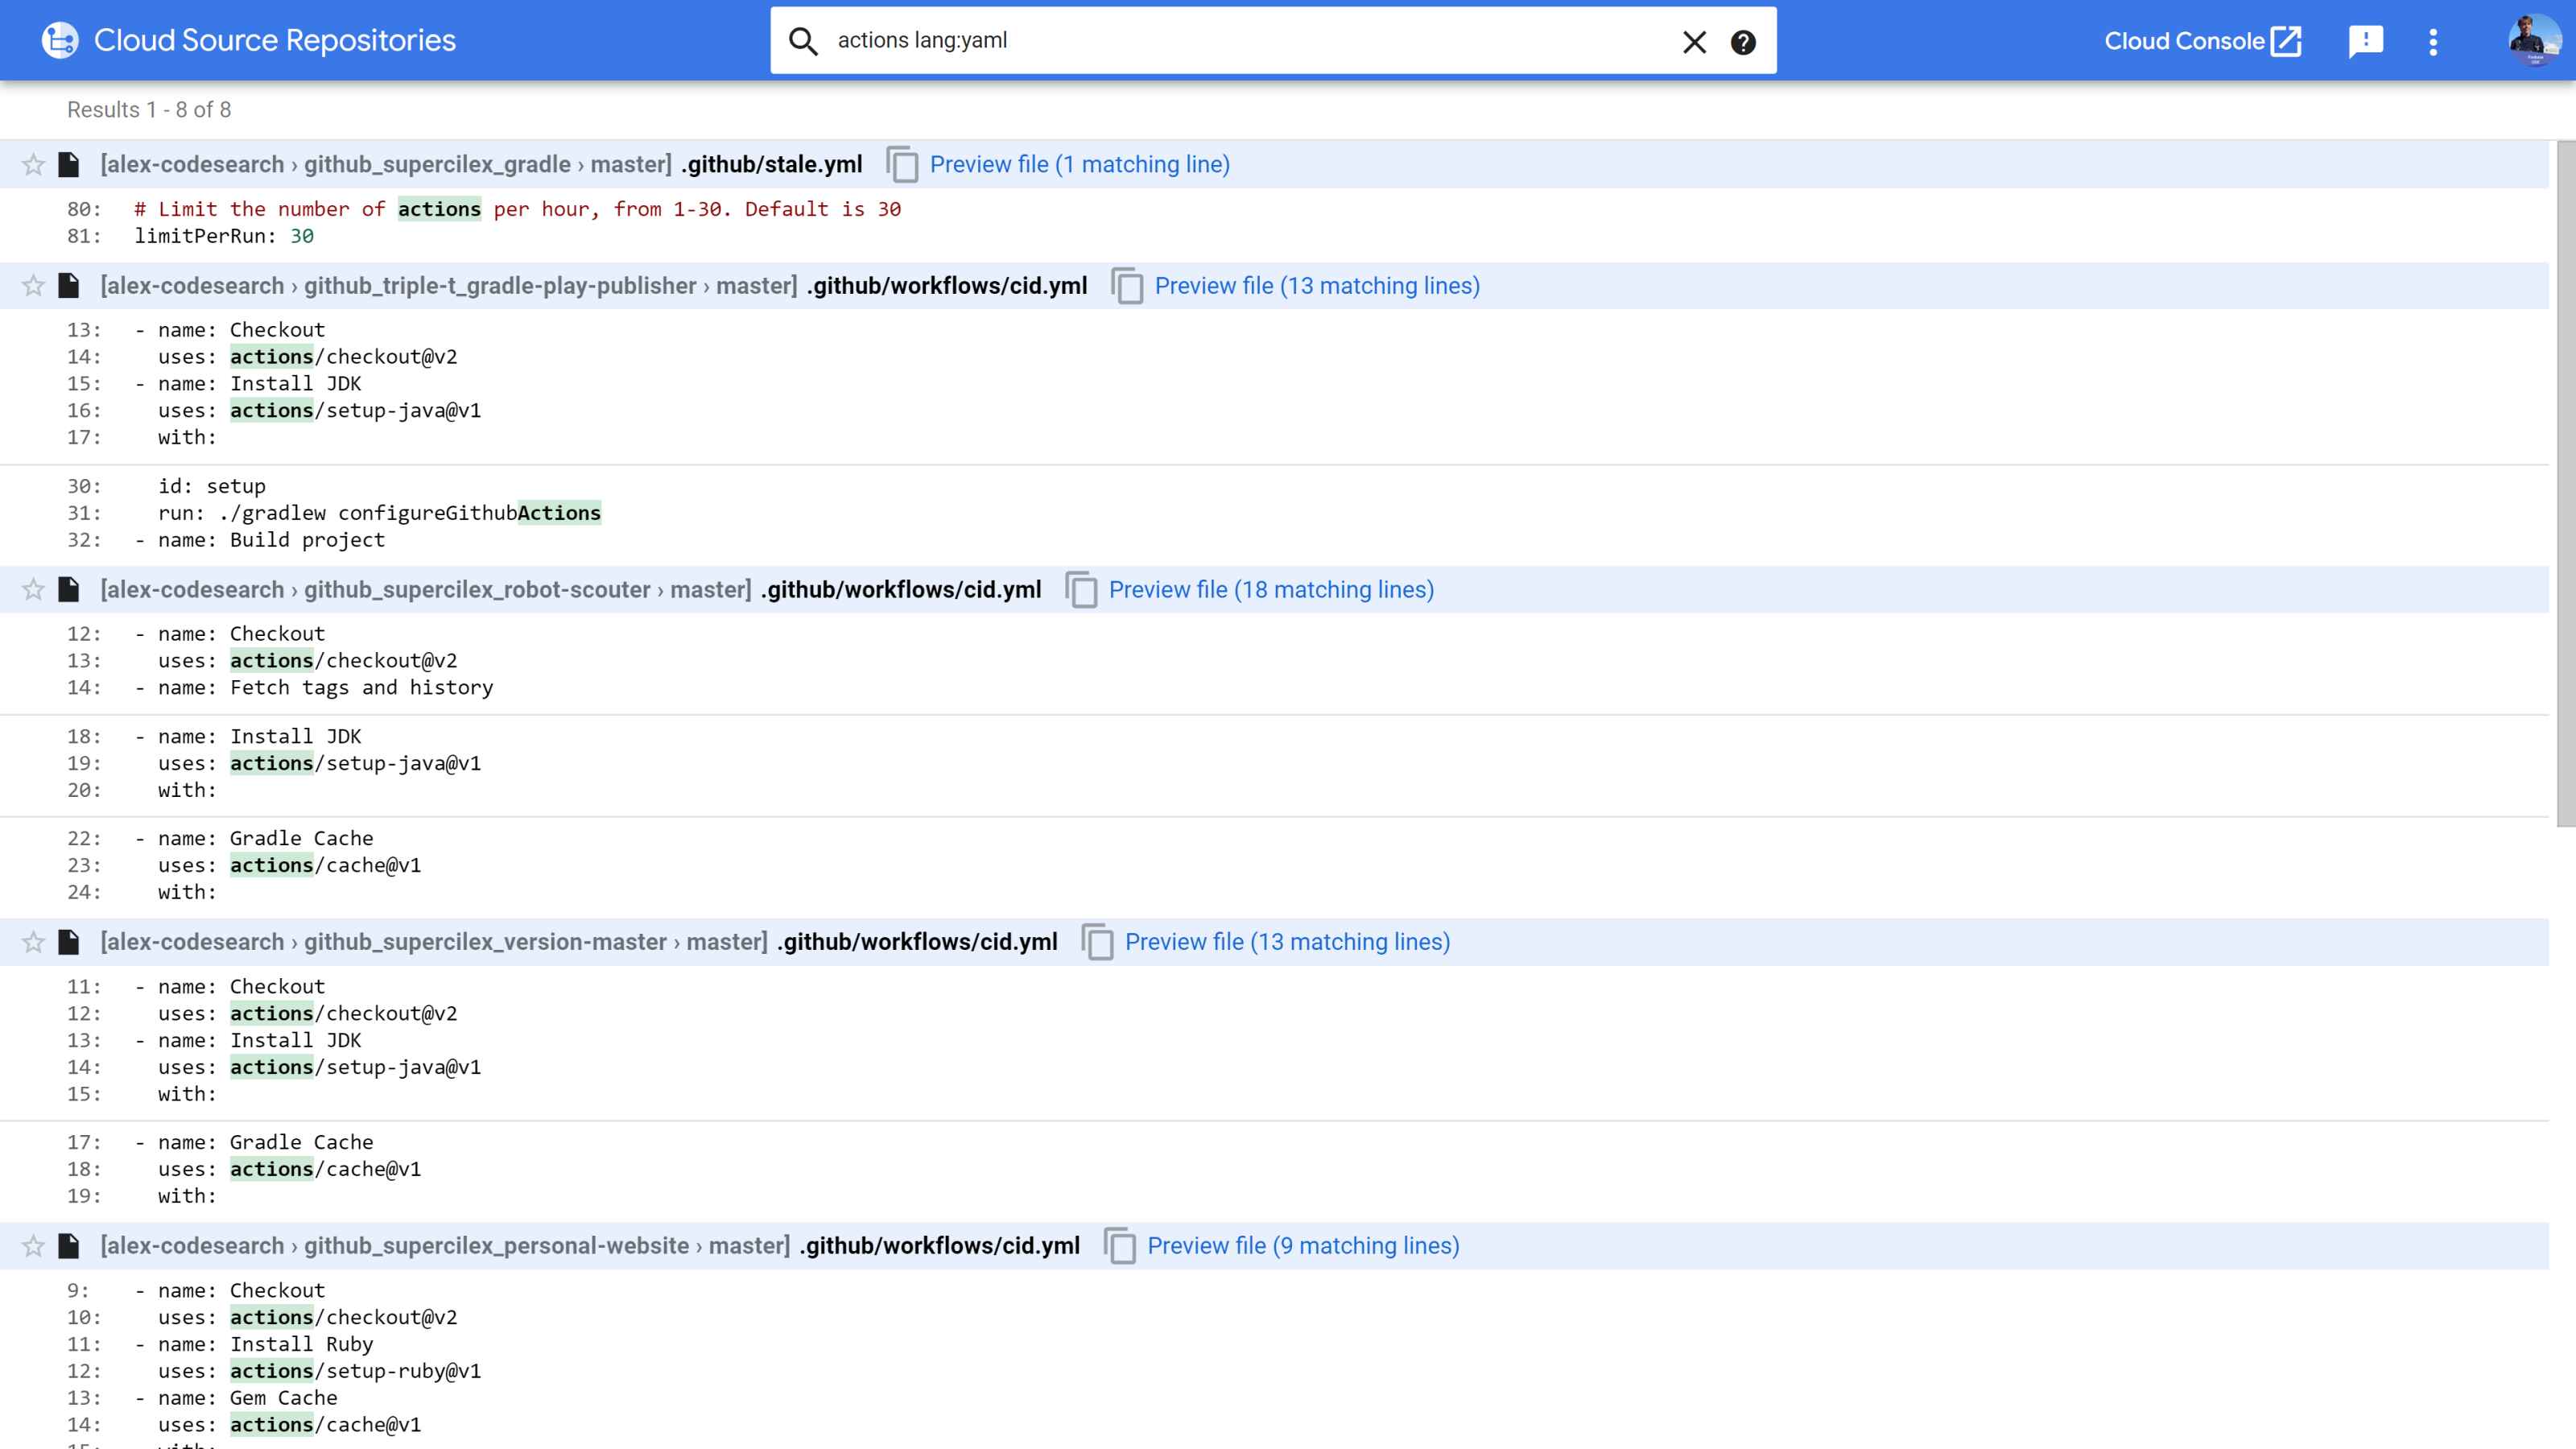 Cloud Source Repositories
actions lang:yaml
Cloud Console
Results 1 - 8 of 8
[alex-codesearch › github_supercilex_gradle › master] .github/stale.yml Preview file (1 matching line)
80: # Limit the number of actions per hour, from 1-30. Default is 30
81: limitPerRun: 30
[alex-codesearch › github_triple-t_gradle-play-publisher › master] .github/workflows/cid.yml Preview file (13 matching lines)
13: - name: Checkout
14: uses: actions/checkout@v2
15: - name: Install JDK
16: uses: actions/setup-java@v1
17: with:
30: id: setup
31: run: ./gradlew configureGithubActions
32: - name: Build project
[alex-codesearch › github_supercilex_robot-scouter › master] .github/workflows/cid.yml Preview file (18 matching lines)
12: - name: Checkout
13: uses: actions/checkout@v2
14: - name: Fetch tags and history
18: - name: Install JDK
19: uses: actions/setup-java@v1
20: with:
22: - name: Gradle Cache
23: uses: actions/cache@v1
24: with:
[alex-codesearch › github_supercilex_version-master › master] .github/workflows/cid.yml Preview file (13 matching lines)
11: - name: Checkout
12: uses: actions/checkout@v2
13: - name: Install JDK
14: uses: actions/setup-java@v1
15: with:
17: - name: Gradle Cache
18: uses: actions/cache@v1
19: with:
[alex-codesearch › github_supercilex_personal-website › master] .github/workflows/cid.yml Preview file (9 matching lines)
9: - name: Checkout
10: uses: actions/checkout@v2
11: - name: Install Ruby
12: uses: actions/setup-ruby@v1
13: - name: Gem Cache
14: uses: actions/cache@v1